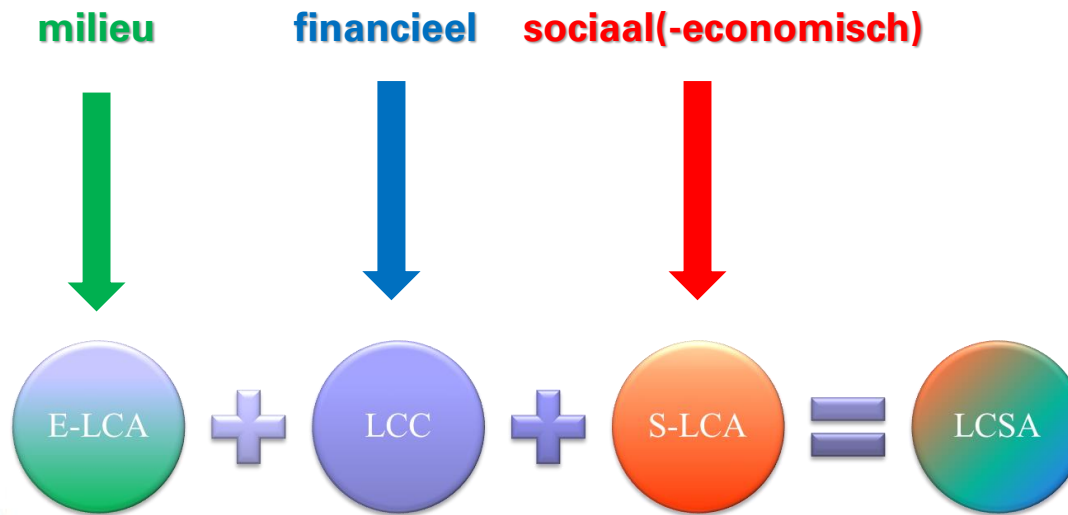 milieu financieel sociaal(-economisch)
E-LCA + LCC + S-LCA = LCSA